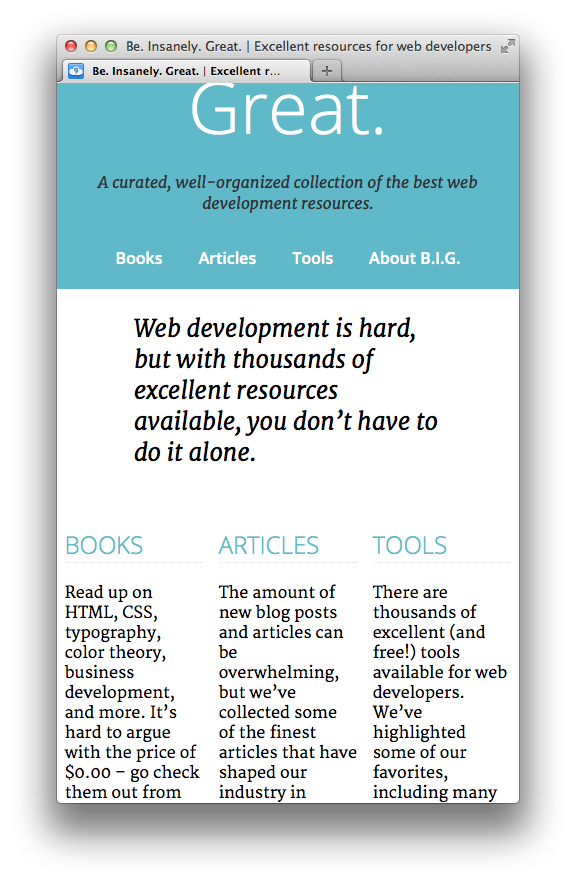 Be. Insanely. Great. | Excellent resources for web developers
Be. Insanely. Great. | Excellent r...
Great.
A curated, well-organized collection of the best web
development resources.
Books Articles Tools About B.I.G.
Web development is hard,
but with thousands of
excellent resources
available, you don’t have to
do it alone.
BOOKS
Read up on
HTML, CSS,
typography,
color theory,
business
development,
and more. It’s
hard to argue
with the price of
$0.00 – go check
them out from
ARTICLES
The amount of
new blog posts
and articles can
be
overwhelming,
but we’ve
collected some
of the finest
articles that have
shaped our
industry in
TOOLS
There are
thousands of
excellent (and
free!) tools
available for web
developers.
We’ve
highlighted
some of our
favorites,
including many